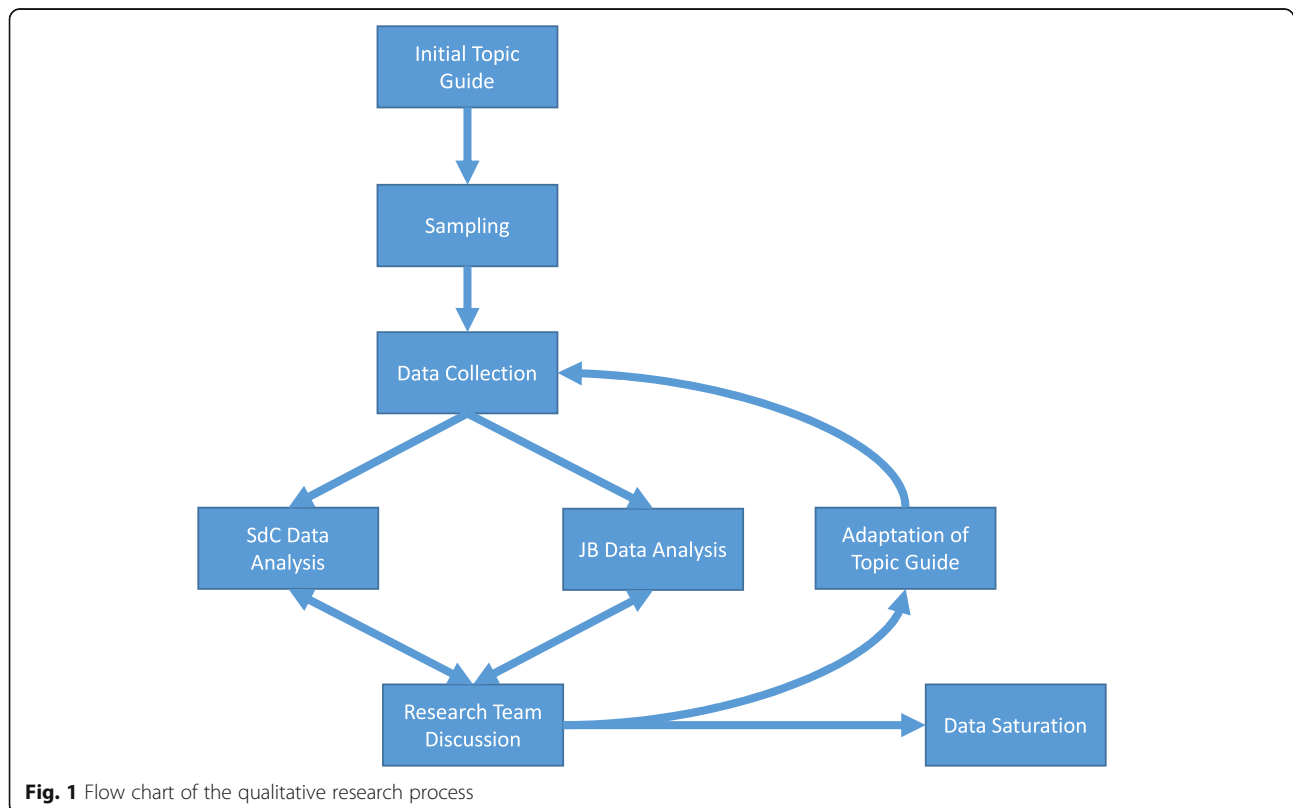 Initial Topic
Guide
Sampling
Data Collection
SdC Data
Analysis
JB Data Analysis
Adaptation of
Topic Guide
Research Team
Discussion
Data Saturation
Fig. 1 Flow chart of the qualitative research process